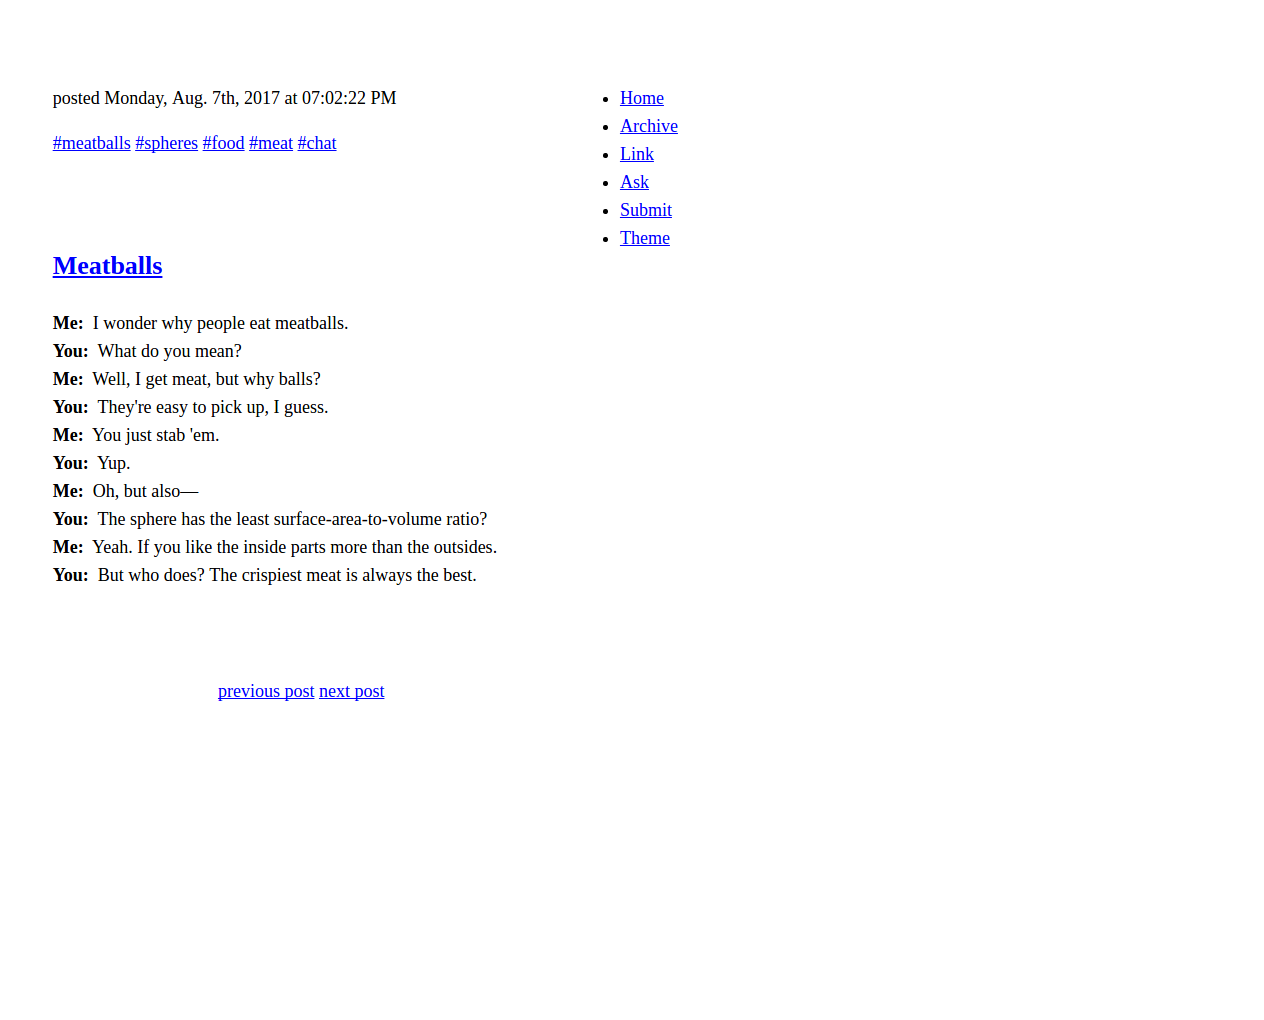 posted Monday, Aug. 7th, 2017 at 07:02:22 PM
#meatballs #spheres #food #meat #chat
Home
Archive
Link
Ask
Submit
Theme
Meatballs
Me: I wonder why people eat meatballs.
You: What do you mean?
Me: Well, I get meat, but why balls?
You: They're easy to pick up, I guess.
Me: You just stab 'em.
You: Yup.
Me: Oh, but also—
You: The sphere has the least surface-area-to-volume ratio?
Me: Yeah. If you like the inside parts more than the outsides.
You: But who does? The crispiest meat is always the best.
previous post next post